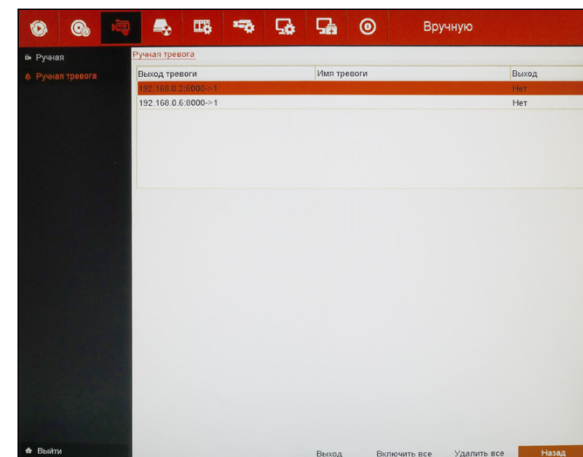 Вручную
Ручная
Ручная тревога
Ручная тревога
Выход тревоги Имя тревоги Выход
192.168.0.2:8000->1 Нет
192.168.0.6:8000->1 Нет
Выйти
Выход Включить все Удалить все Назад